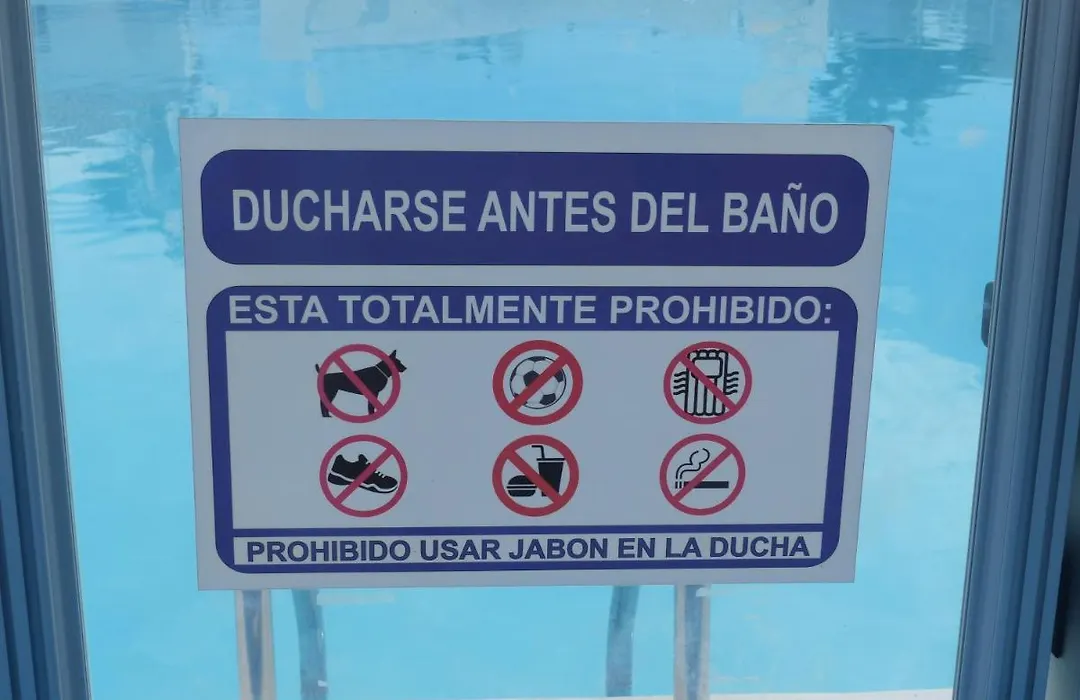 DUCHARSE ANTES DEL BAÑO
ESTA TOTALMENTE PROHIBIDO:
PROHIBIDO USAR JABON EN LA DUCHA